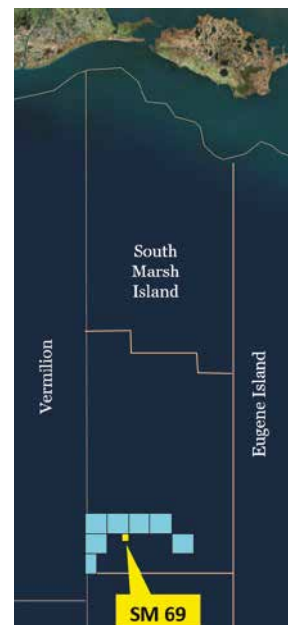 South
Marsh
Island
Vermilion
Eugene Island
SM 69